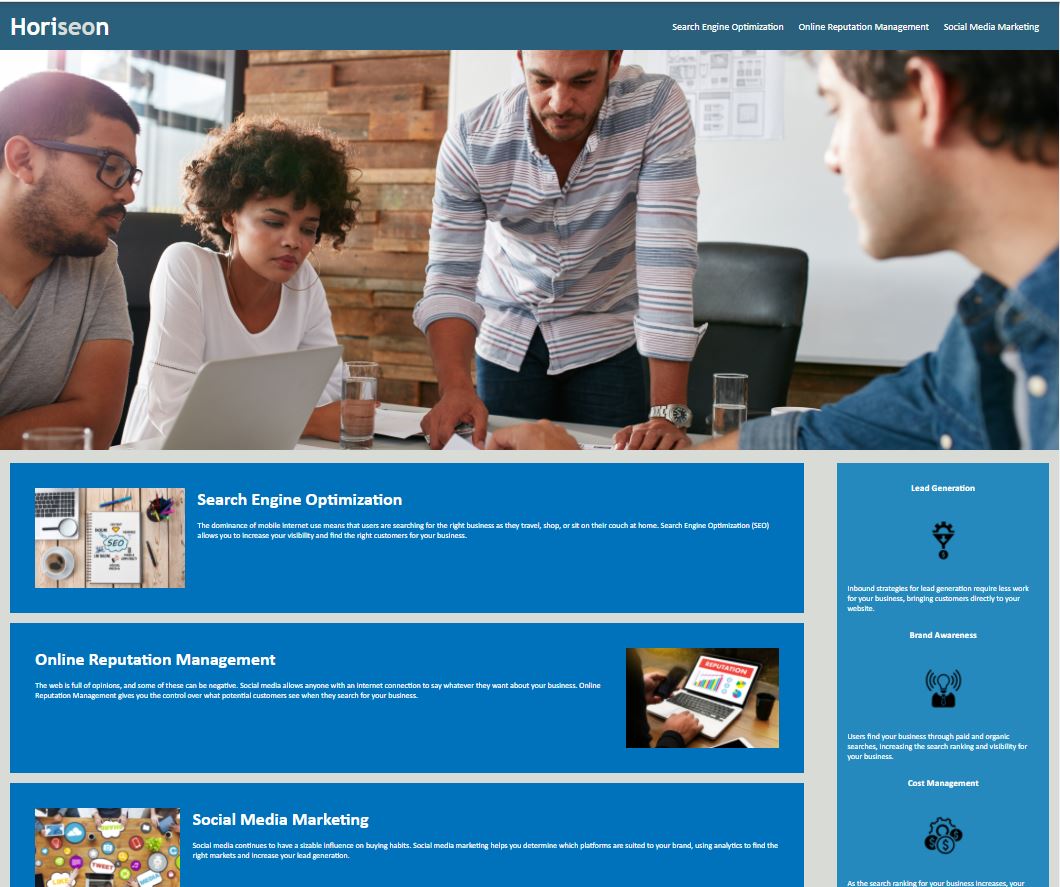 Horiseon
Search Engine Optimization Online Reputation Management Social Media Marketing
Search Engine Optimization
The dominance of mobile internet use means that users are searching for the right business as they travel, shop, or sit on their couch at home. Search Engine Optimization (SEO)
allows you to increase your visibility and find the right customers for your business.
SEO
Online Reputation Management
The web is full of opinions, and some of these can be negative. Social media allows anyone with an internet connection to say whatever they want about your business. Online
Reputation Management gives you the control over what potential customers see when they search for your business.
REPUTATION
Social Media Marketing
Social media continues to have a sizable influence on buying habits. Social media marketing helps you determine which platforms are suited to your brand, using analytics to find the
right markets and increase your lead generation.
TWEET
LIKE
MEDIA
Lead Generation
Inbound strategies for lead generation require less work
for your business, bringing customers directly to your
website.
Brand Awareness
Users find your business through paid and organic
searches, increasing the search ranking and visibility for
your business.
Cost Management
As the search ranking for your business increases, your